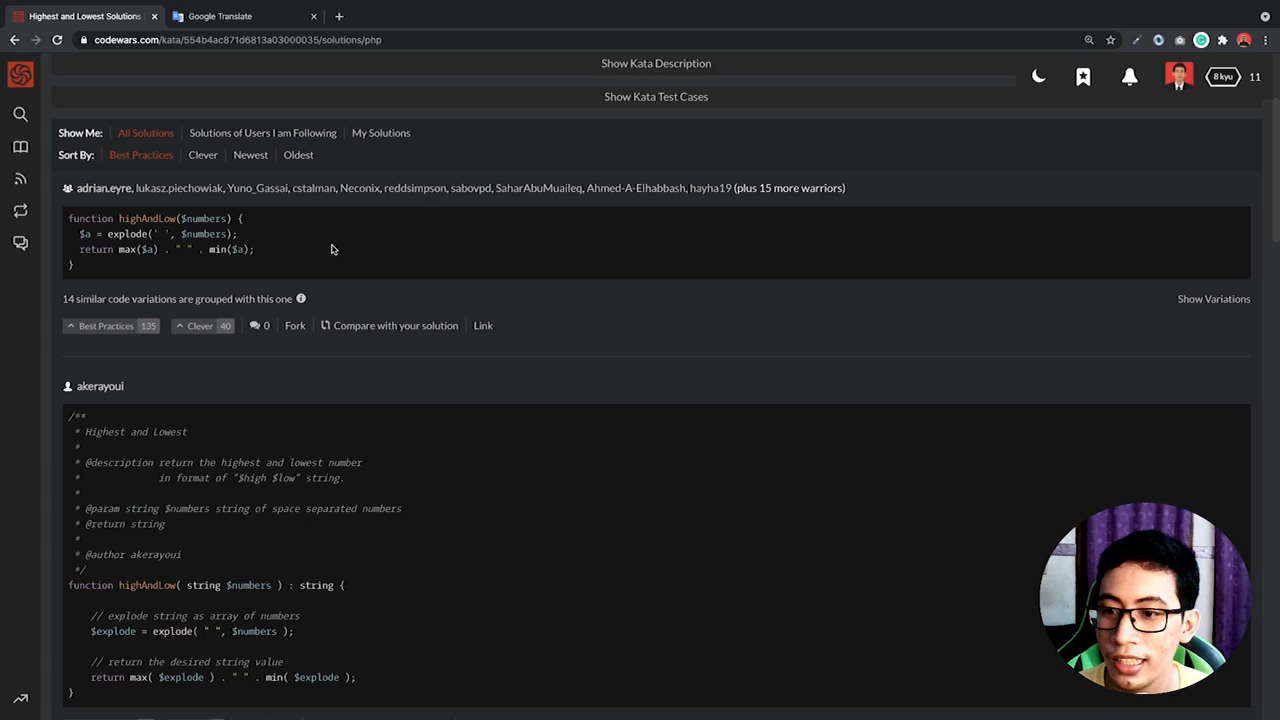 Highest and Lowest Solutions
Google Translate
codewars.com/kata/554b4ac871d6813a03000035/solutions/php
Show Kata Description
8 kyu 11
Show Kata Test Cases
Show Me: All Solutions Solutions of Users I am Following My Solutions
Sort By: Best Practices Clever Newest Oldest
adrian.eyre, lukasz.piechowiak, Yuno_Gassai, cstalman, Neconix, reddsimpson, sabovpd, SaharAbuMuaileq, Ahmed-A-Elhabbash, hayha19 (plus 15 more warriors)
function highAndLow($numbers) {
$a = explode(' ', $numbers);
return max($a) . " " . min($a);
}
14 similar code variations are grouped with this one
Show Variations
Best Practices 135 Clever 40 0 Fork Compare with your solution Link
akerayoui
/**
* Highest and Lowest
*
* @description return the highest and lowest number
* in format of "$high $low" string.
*
* @param string $numbers string of space separated numbers
* @return string
*
* @author akerayoui
*/
function highAndLow( string $numbers ) : string {
// explode string as array of numbers
$explode = explode( " ", $numbers );
// return the desired string value
return max( $explode ) . " " . min( $explode );
}